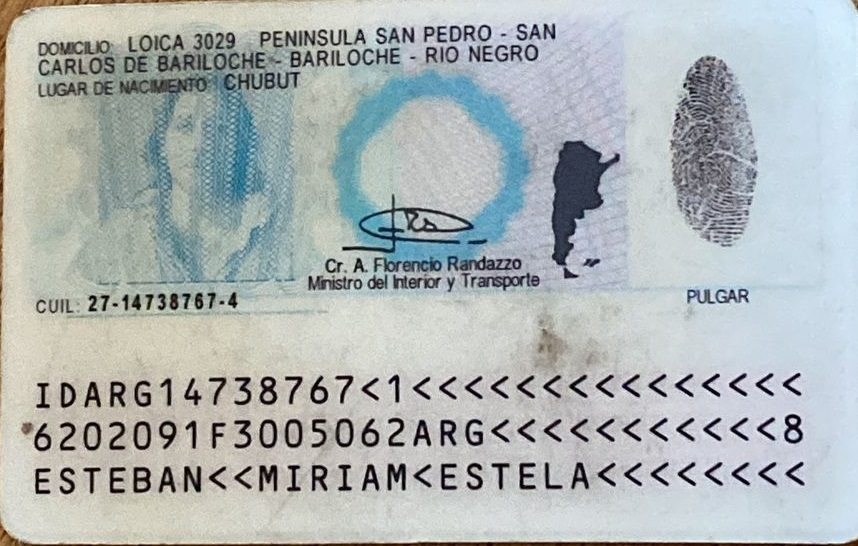 DOMICILIO: LOICA 3029 PENINSULA SAN PEDRO - SAN
CARLOS DE BARILOCHE - BARILOCHE - RIO NEGRO
LUGAR DE NACIMIENTO: CHUBUT
Cr. A. Florencio Randazzo
Ministro del Interior y Transporte
CUIL: 27-14738767-4
PULGAR
IDARG14738767<1<<<<<<<<<<<<<<<
6202091F3005062ARG<<<<<<<<<<<8
ESTEBAN<<MIRIAM<ESTELA<<<<<<<<